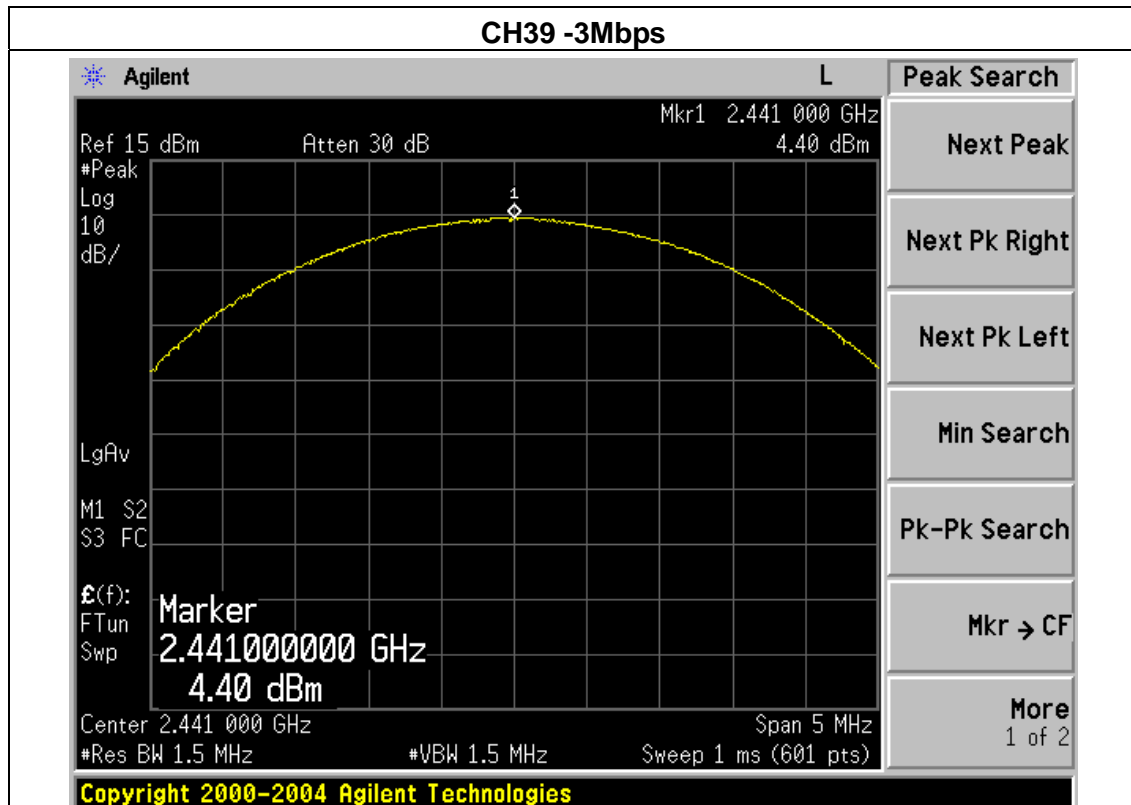 CH39 -3Mbps
Agilent L Peak Search
Mkr1 2.441 000 GHz
Ref 15 dBm Atten 30 dB 4.40 dBm
#Peak
Log
10
dB/
1
LgAv
M1 S2
S3 FC
£(f):
FTun
Swp
Marker
2.441000000 GHz
4.40 dBm
Center 2.441 000 GHz Span 5 MHz
#Res BW 1.5 MHz #VBW 1.5 MHz Sweep 1 ms (601 pts)
Copyright 2000-2004 Agilent Technologies
Next Peak
Next Pk Right
Next Pk Left
Min Search
Pk-Pk Search
Mkr → CF
More
1 of 2